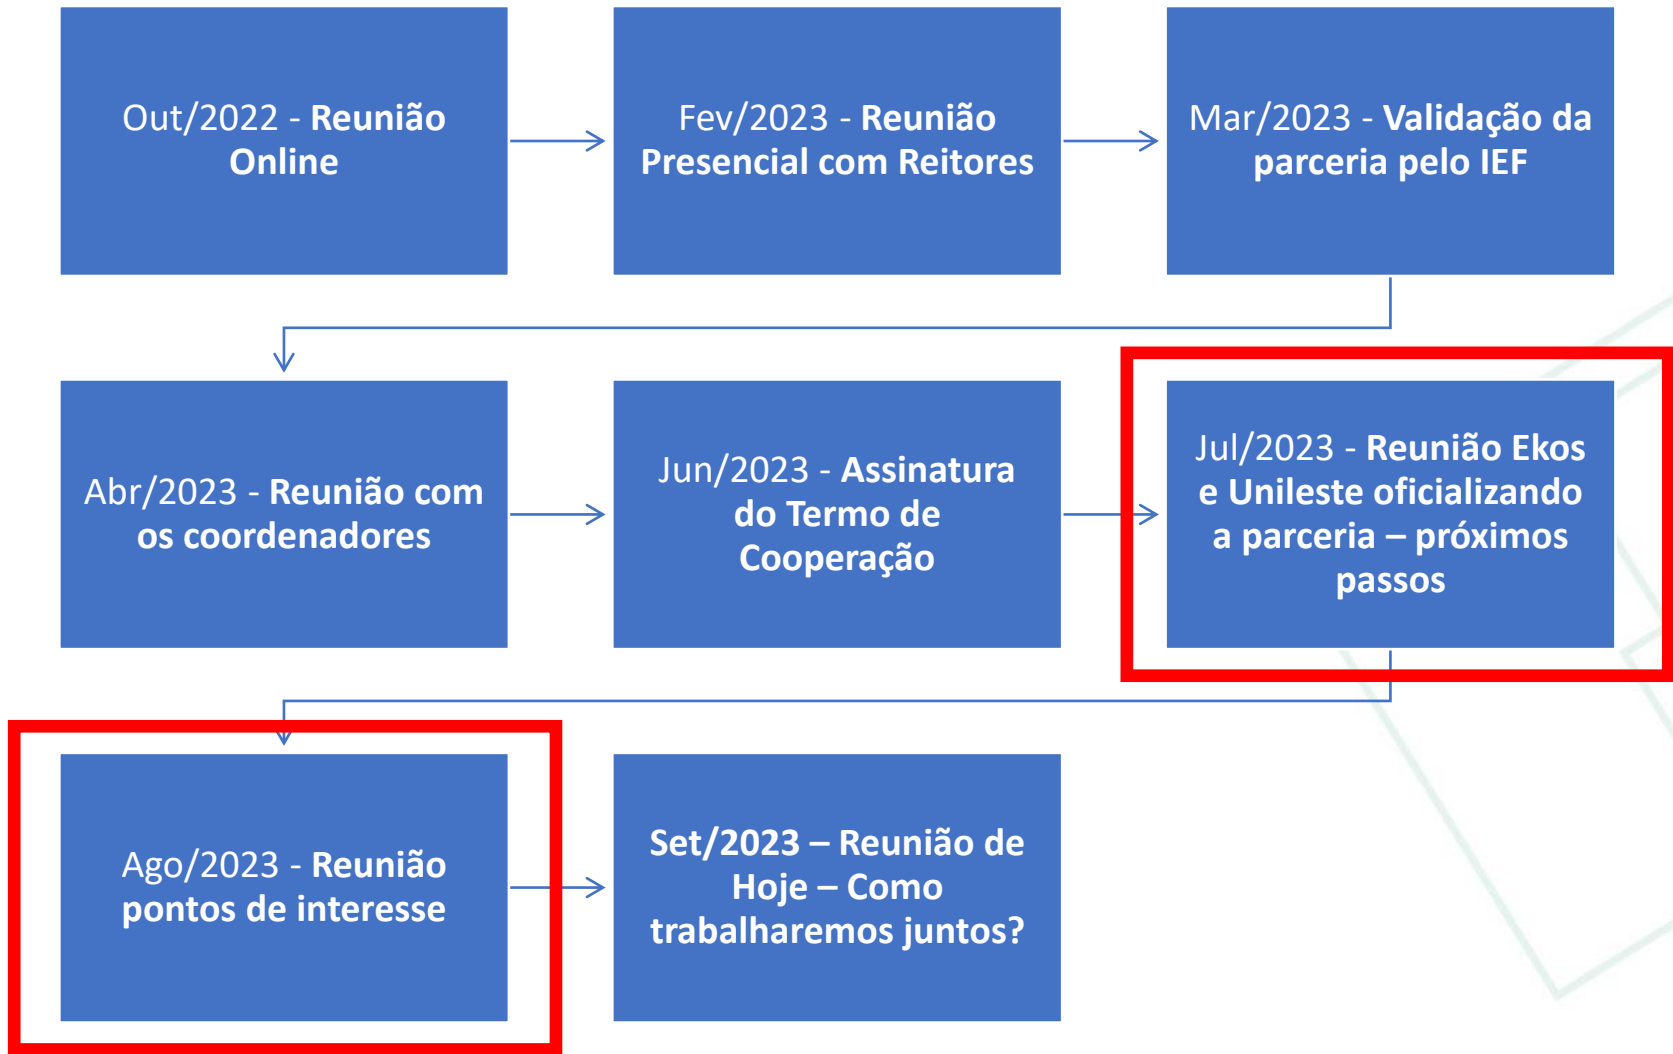 Out/2022 - Reunião
Online
Fev/2023 - Reunião
Presencial com Reitores
Mar/2023 - Validação da
parceria pelo IEF
Abr/2023 - Reunião com
os coordenadores
Jun/2023 - Assinatura
do Termo de
Cooperação
Jul/2023 - Reunião Ekos
e Unileste oficializando
a parceria – próximos
passos
Ago/2023 - Reunião
pontos de interesse
Set/2023 – Reunião de
Hoje – Como
trabalharemos juntos?